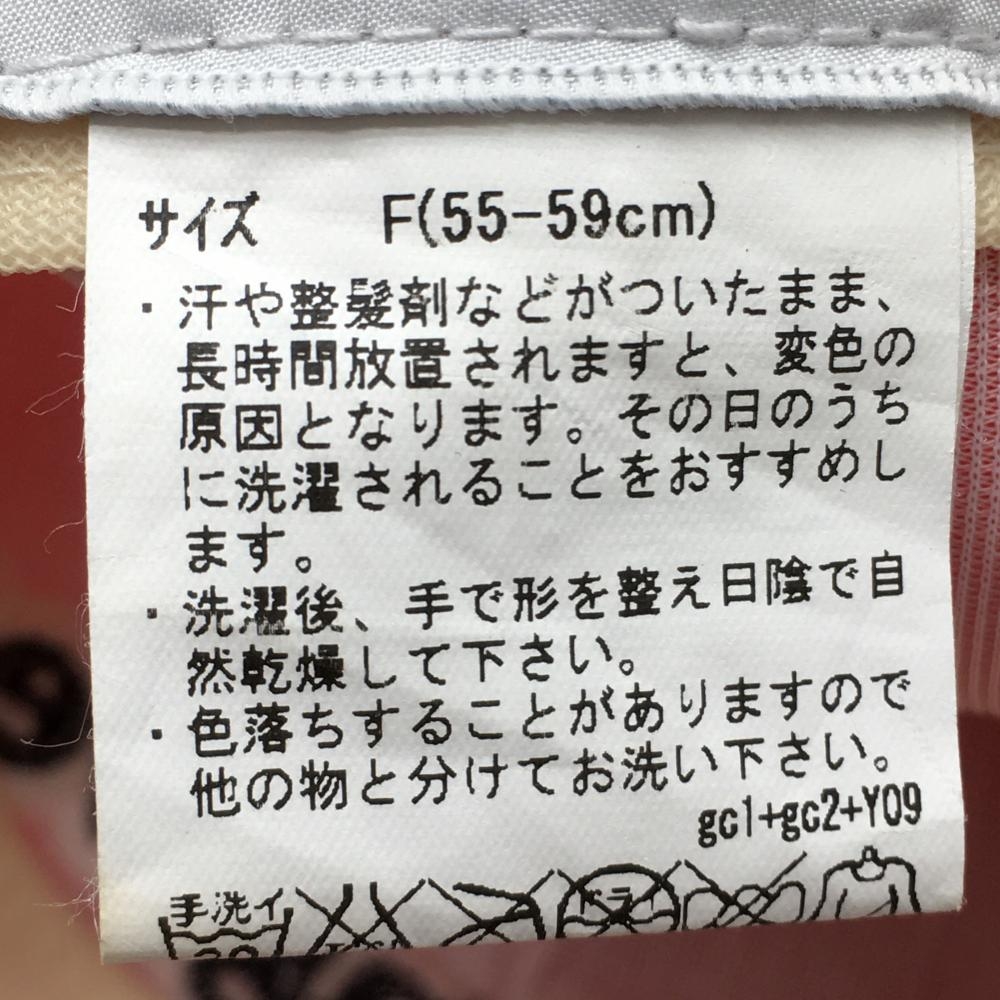 サイズ F(55-59cm)
・汗や整髪剤などがついたまま、
長時間放置されますと、変色の
原因となります。その日のうち
に洗濯されることをおすすめし
ます。
・洗濯後、手で形を整え日陰で自
然乾燥して下さい。
・色落ちすることがありますので
他の物と分けてお洗い下さい。
gc1+gc2+Y09
手洗イ ドライ
30